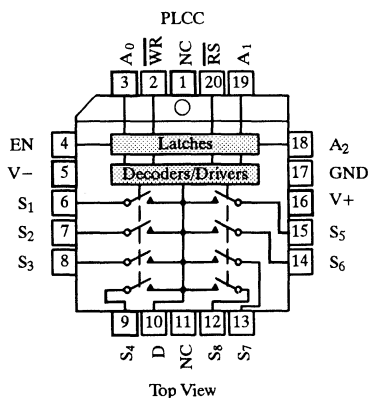 PLCC
A0 WR NC RS A1
3 2 1 20 19
EN 4 Latches 18 A2
V− 5 Decoders/Drivers 17 GND
S1 6 16 V+
S2 7 15 S5
S3 8 14 S6
9 10 11 12 13
S4 D NC S8 S7
Top View